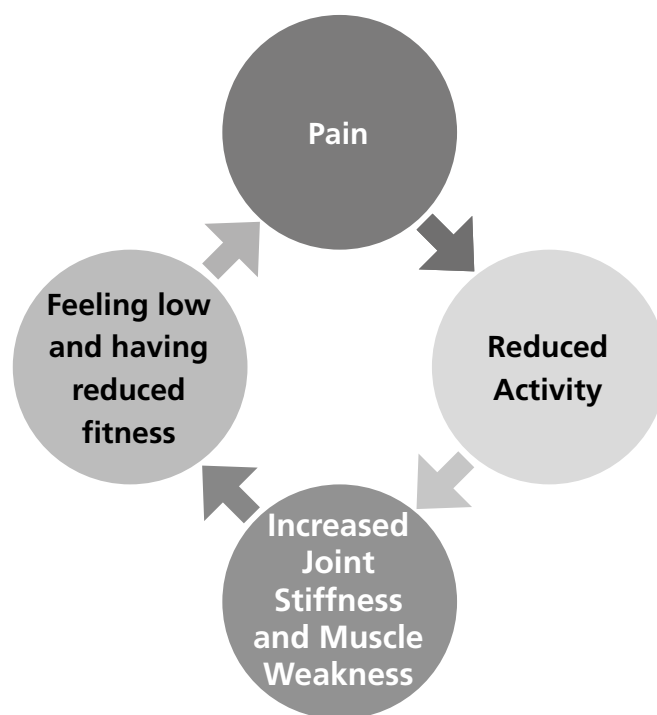 Pain
Reduced
Activity
Increased
Joint
Stiffness
and Muscle
Weakness
Feeling low
and having
reduced
fitness